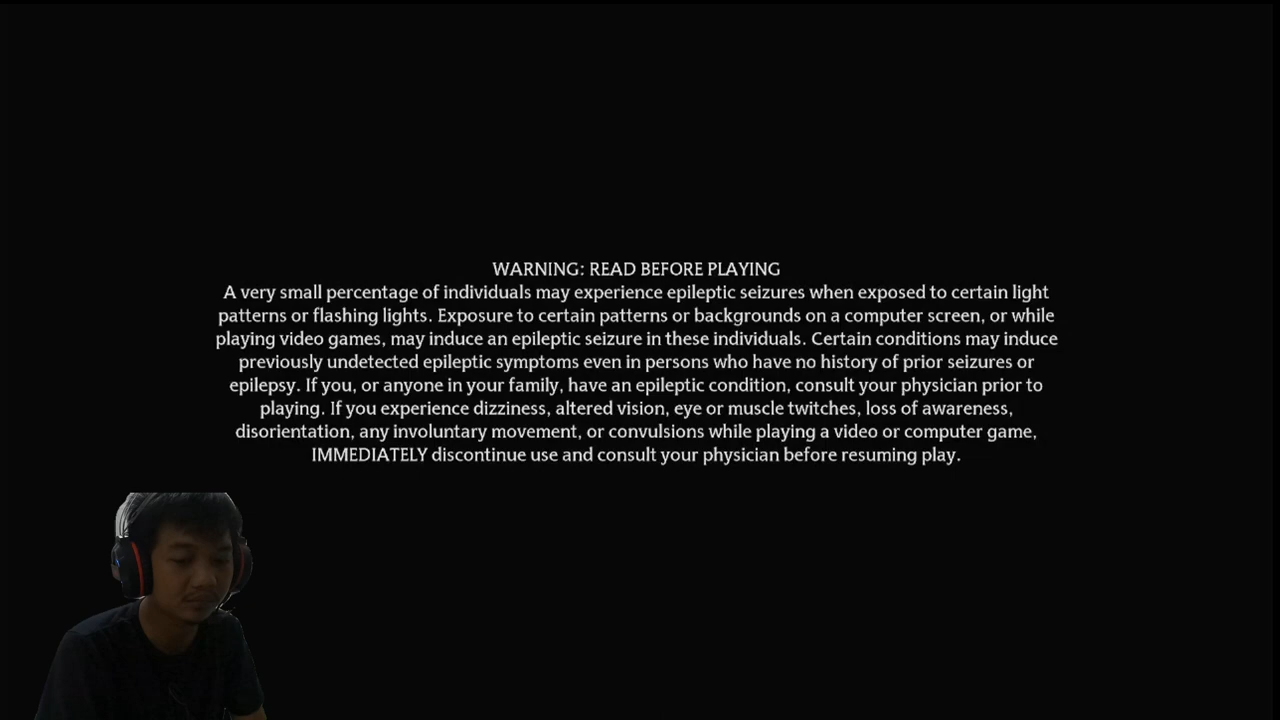 WARNING: READ BEFORE PLAYING
A very small percentage of individuals may experience epileptic seizures when exposed to certain light
patterns or flashing lights. Exposure to certain patterns or backgrounds on a computer screen, or while
playing video games, may induce an epileptic seizure in these individuals. Certain conditions may induce
previously undetected epileptic symptoms even in persons who have no history of prior seizures or
epilepsy. If you, or anyone in your family, have an epileptic condition, consult your physician prior to
playing. If you experience dizziness, altered vision, eye or muscle twitches, loss of awareness,
disorientation, any involuntary movement, or convulsions while playing a video or computer game,
IMMEDIATELY discontinue use and consult your physician before resuming play.